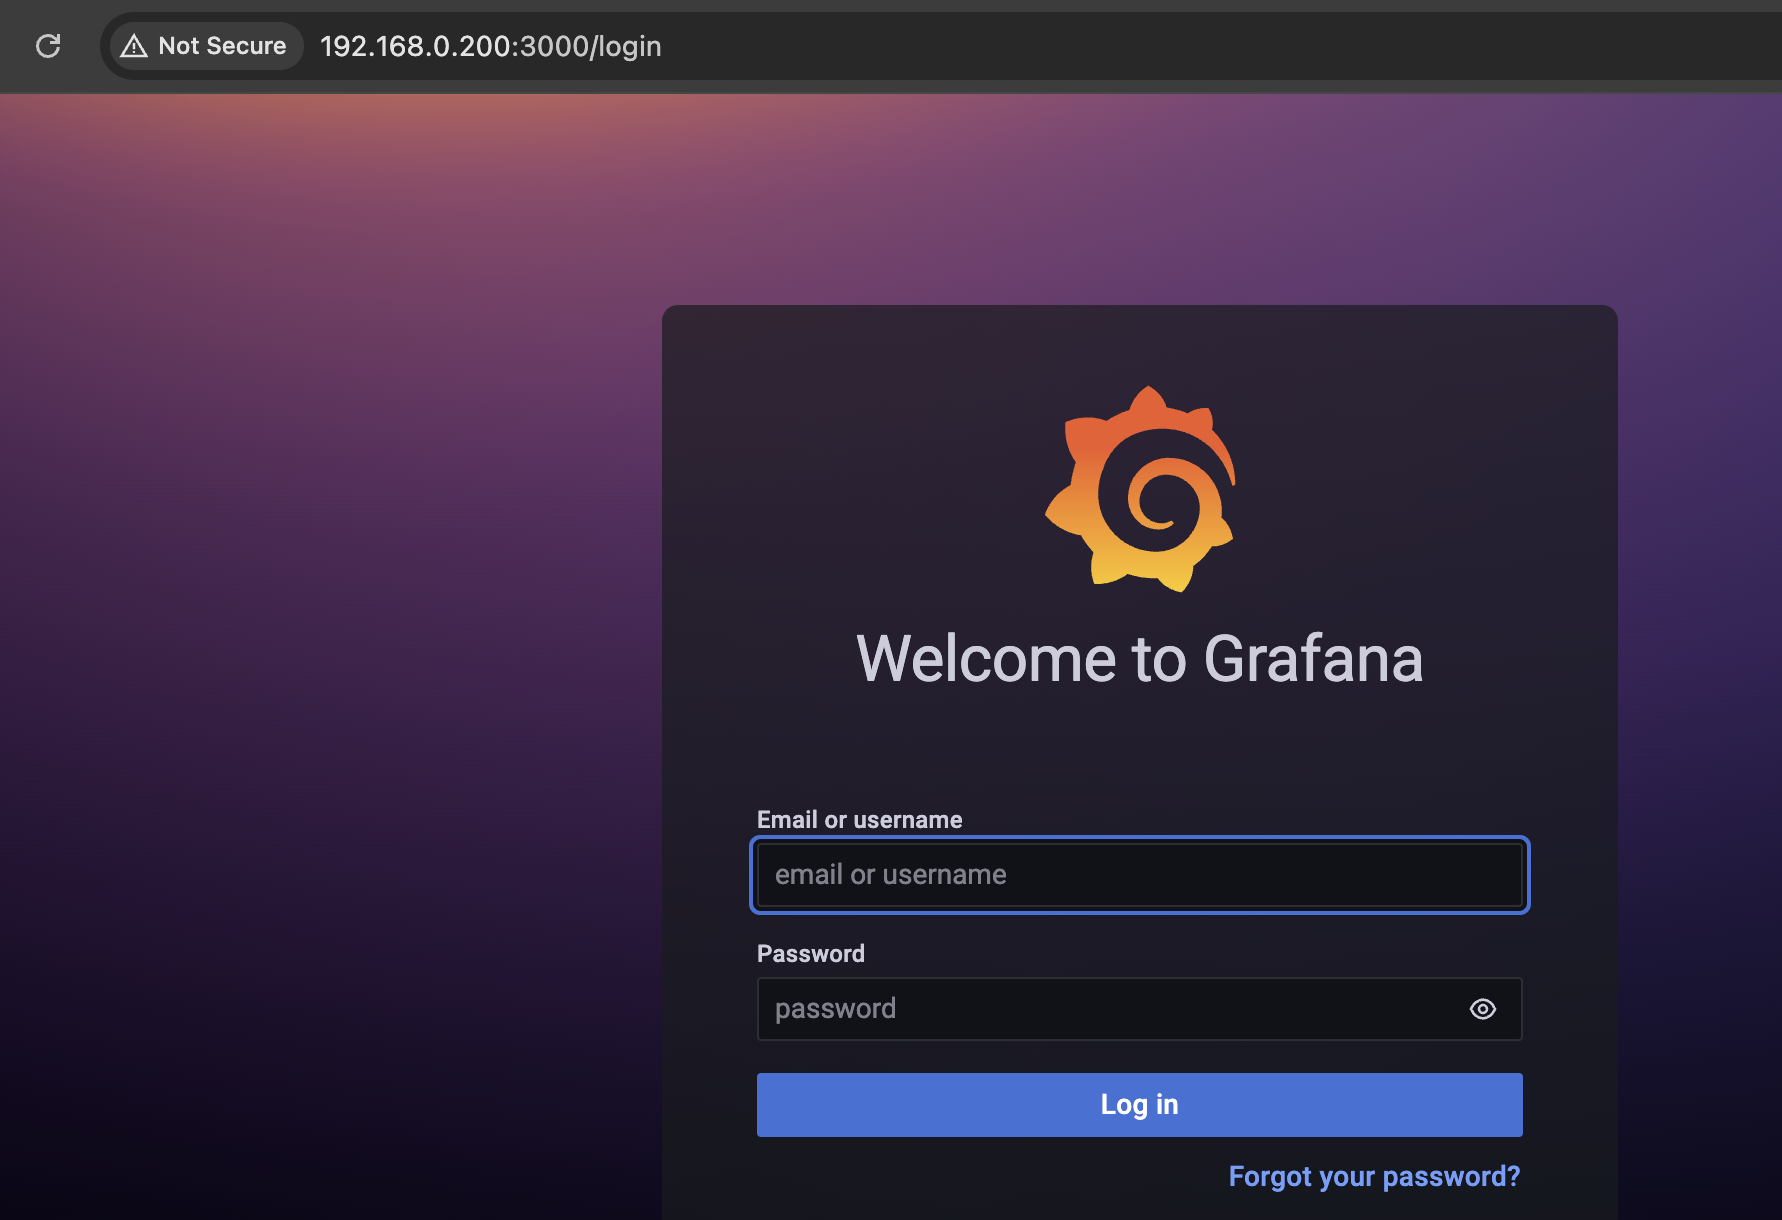 Not Secure 192.168.0.200:3000/login
Welcome to Grafana
Email or username
email or username
Password
password
Log in
Forgot your password?